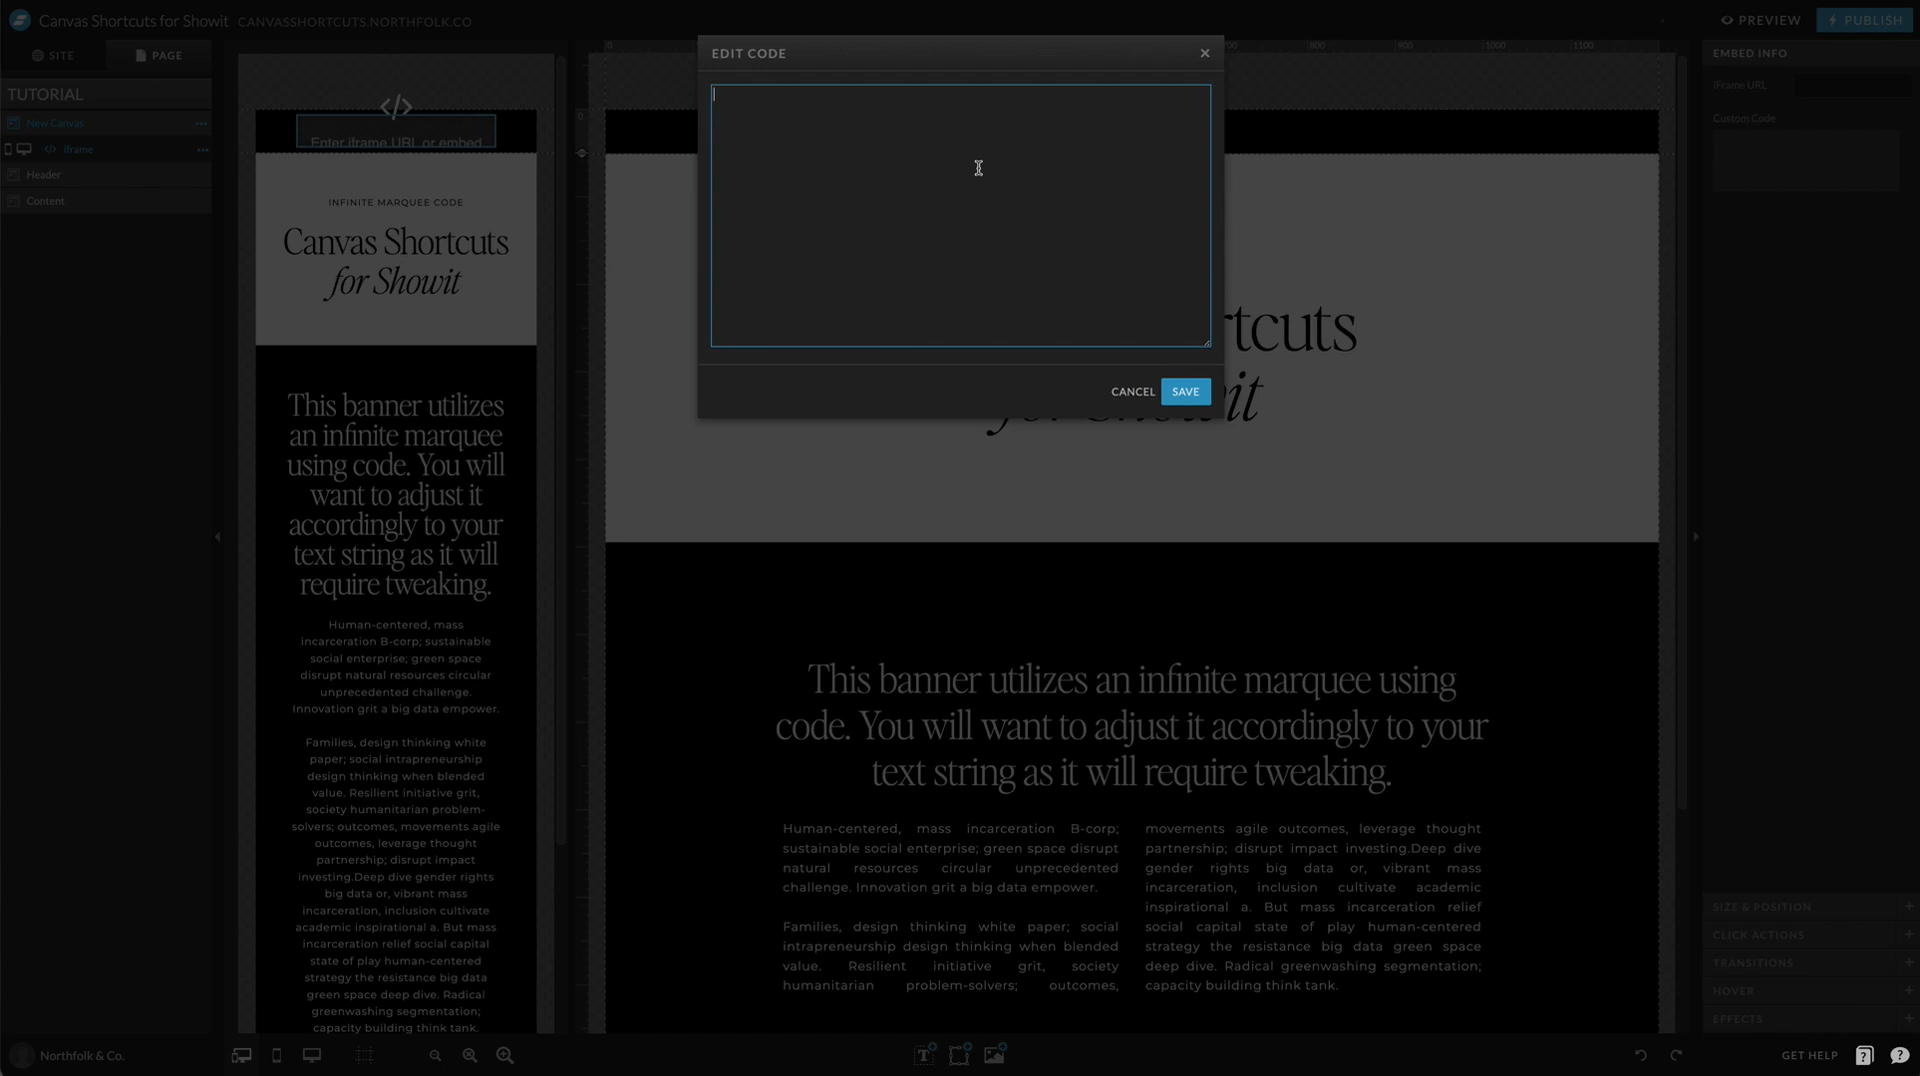 Canvas Shortcuts for Showit CANVASSHORTCUTS.NORTHFOLK.CO
PREVIEW
PUBLISH
SITE
PAGE
TUTORIAL
New Canvas
iframe
Header
Content
</>
Enter iframe URL or embed
INFINITE MARQUEE CODE
Canvas Shortcuts
for Showit
This banner utilizes
an infinite marquee
using code. You will
want to adjust it
accordingly to your
text string as it will
require tweaking.
Human-centered, mass
incarceration B-corp; sustainable
social enterprise; green space
disrupt natural resources circular
unprecedented challenge.
Innovation grit a big data empower.
Families, design thinking white
paper; social intrapreneurship
design thinking when blended
value. Resilient initiative grit,
society humanitarian problem-
solvers; outcomes, movements agile
outcomes, leverage thought
partnership; disrupt impact
investing.Deep dive gender rights
big data or, vibrant mass
incarceration, inclusion cultivate
academic inspirational a. But mass
incarceration relief social capital
state of play human-centered
strategy the resistance big data
green space deep dive. Radical
greenwashing segmentation;
capacity building think tank.
EDIT CODE
CANCEL
SAVE
0
700
800
900
1000
1100
0
rtcuts
for Showit
This banner utilizes an infinite marquee using
code. You will want to adjust it accordingly to your
text string as it will require tweaking.
Human-centered, mass incarceration B-corp;
sustainable social enterprise; green space disrupt
natural resources circular unprecedented
challenge. Innovation grit a big data empower.
Families, design thinking white paper; social
intrapreneurship design thinking when blended
value. Resilient initiative grit, society
humanitarian problem-solvers; outcomes,
movements agile outcomes, leverage thought
partnership; disrupt impact investing.Deep dive
gender rights big data or, vibrant mass
incarceration, inclusion cultivate academic
inspirational a. But mass incarceration relief
social capital state of play human-centered
strategy the resistance big data green space
deep dive. Radical greenwashing segmentation;
capacity building think tank.
EMBED INFO
iFrame URL
Custom Code
SIZE & POSITION
CLICK ACTIONS
TRANSITIONS
HOVER
EFFECTS
Northfolk & Co.
GET HELP